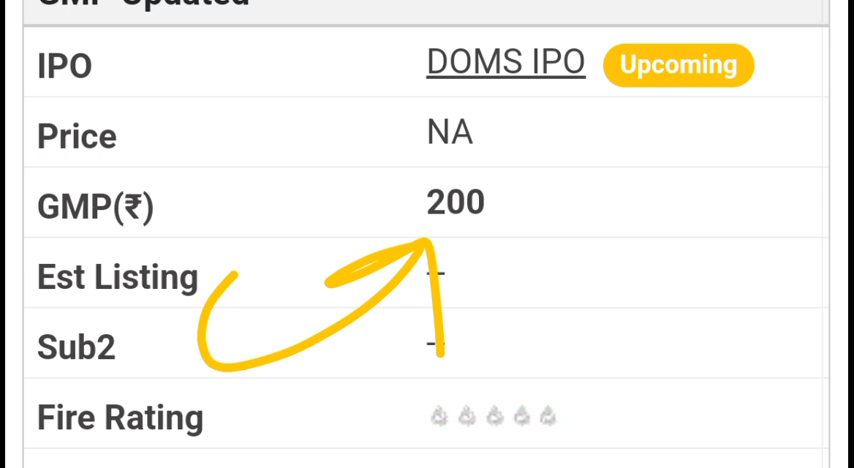 IPO DOMS IPO Upcoming
Price NA
GMP(₹) 200
Est Listing --
Sub2 --
Fire Rating